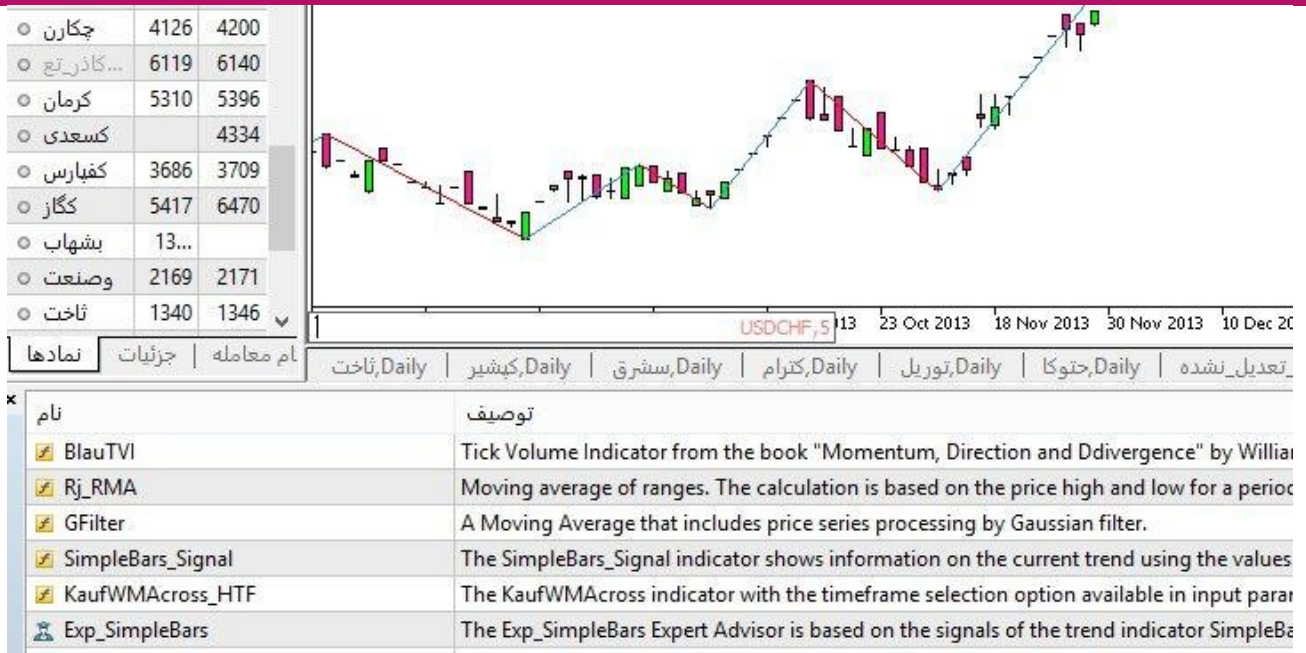 چکارن 4126 4200
کاذر_تع... 6119 6140
کرمان 5310 5396
کسعدی 4334
کفپارس 3686 3709
کگاز 5417 6470
بشهاب 13...
وصنعت 2169 2171
ثاخت 1340 1346
نمادها جزئیات ام معامله
1
USDCHF,5
13 23 Oct 2013 18 Nov 2013 30 Nov 2013 10 Dec 20
ثاخت,Daily کپشیر,Daily سشرق,Daily کترام,Daily توریل,Daily حتوکا,Daily _تعدیل_نشده
نام توصیف
BlauTVI Tick Volume Indicator from the book "Momentum, Direction and Ddivergence" by Willia
Rj_RMA Moving average of ranges. The calculation is based on the price high and low for a perio
GFilter A Moving Average that includes price series processing by Gaussian filter.
SimpleBars_Signal The SimpleBars_Signal indicator shows information on the current trend using the values
KaufWMAcross_HTF The KaufWMAcross indicator with the timeframe selection option available in input para
Exp_SimpleBars The Exp_SimpleBars Expert Advisor is based on the signals of the trend indicator SimpleBa